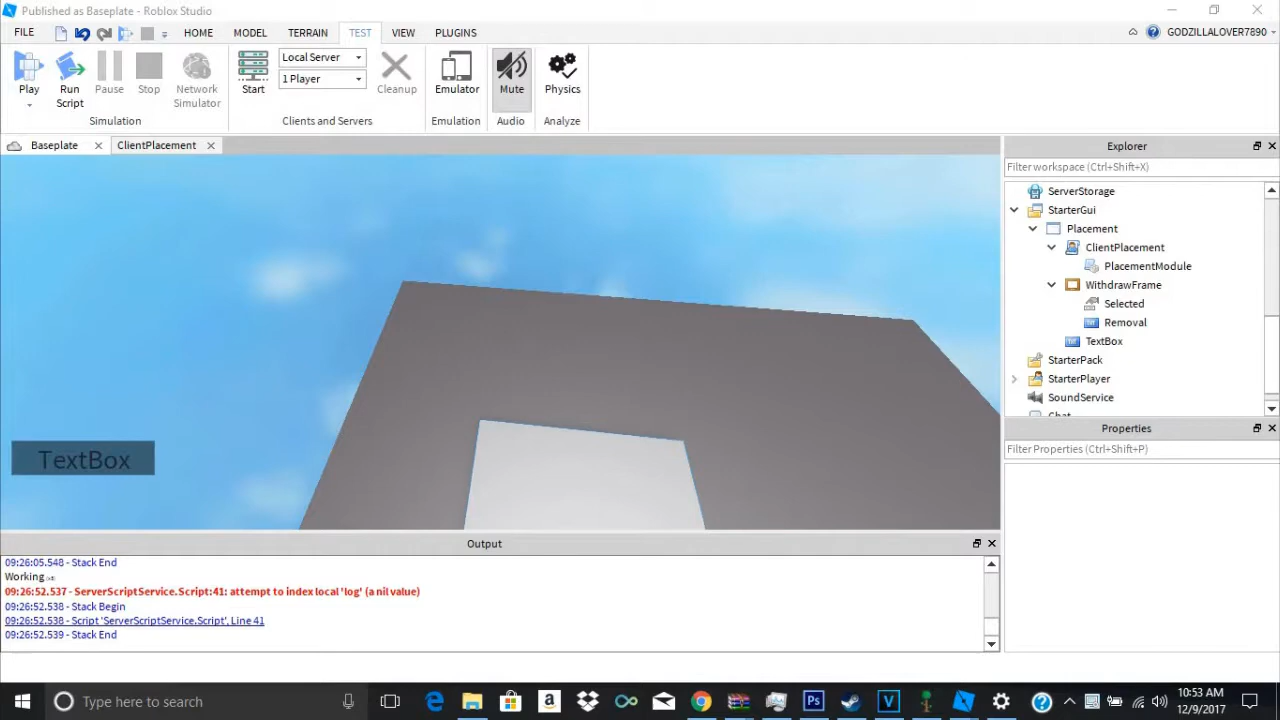 Published as Baseplate - Roblox Studio
FILE HOME MODEL TERRAIN TEST VIEW PLUGINS GODZILLALOVER7890
Play Run Script Pause Stop Network Simulator
Simulation
Start Local Server 1 Player Cleanup
Clients and Servers
Emulator
Emulation
Mute
Audio
Physics
Analyze
Baseplate ClientPlacement
TextBox
Explorer
Filter workspace (Ctrl+Shift+X)
ServerStorage
StarterGui
Placement
ClientPlacement
PlacementModule
WithdrawFrame
Selected
Removal
TextBox
StarterPack
StarterPlayer
SoundService
Chat
Properties
Filter Properties (Ctrl+Shift+P)
Output
09:26:05.548 - Stack End
Working
09:26:52.537 - ServerScriptService.Script:41: attempt to index local 'log' (a nil value)
09:26:52.538 - Stack Begin
09:26:52.538 - Script 'ServerScriptService.Script', Line 41
09:26:52.539 - Stack End
Type here to search
10:53 AM
12/9/2017